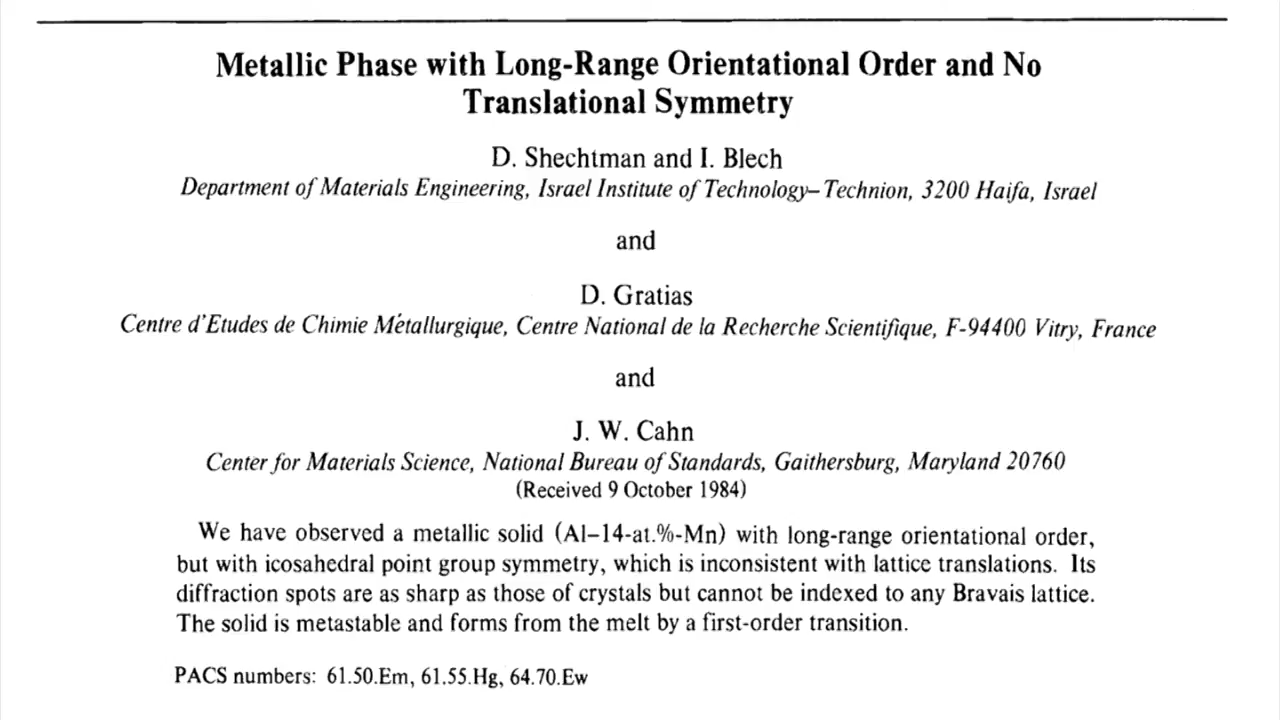 Metallic Phase with Long-Range Orientational Order and No
Translational Symmetry
D. Shechtman and I. Blech
Department of Materials Engineering, Israel Institute of Technology–Technion, 3200 Haifa, Israel
and
D. Gratias
Centre d'Etudes de Chimie Métallurgique, Centre National de la Recherche Scientifique, F-94400 Vitry, France
and
J. W. Cahn
Center for Materials Science, National Bureau of Standards, Gaithersburg, Maryland 20760
(Received 9 October 1984)
We have observed a metallic solid (Al–14-at.%-Mn) with long-range orientational order,
but with icosahedral point group symmetry, which is inconsistent with lattice translations. Its
diffraction spots are as sharp as those of crystals but cannot be indexed to any Bravais lattice.
The solid is metastable and forms from the melt by a first-order transition.
PACS numbers: 61.50.Em, 61.55.Hg, 64.70.Ew